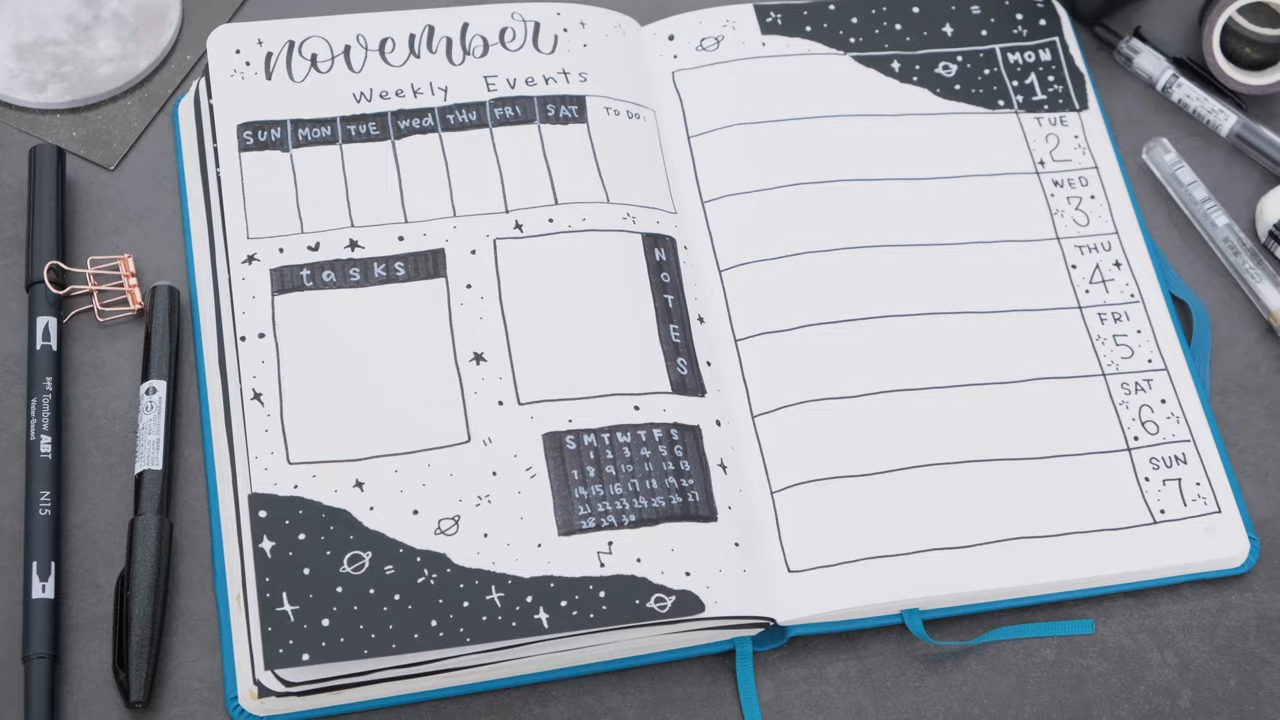 november
Weekly Events
SUN MON TUE wed THU FRI SAT TO DO:
tasks
NOTES
S M T W T F S
1 2 3 4 5 6
7 8 9 10 11 12 13
14 15 16 17 18 19 20
21 22 23 24 25 26 27
28 29 30
MON
1
TUE
2
WED
3
THU
4
FRI
5
SAT
6
SUN
7
Tombow ABT N15
Water-Based